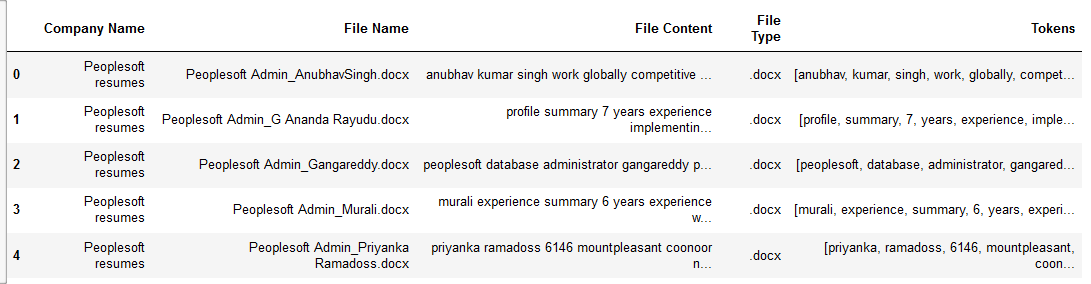 Company Name File Name File Content File Type Tokens
0 Peoplesoft resumes Peoplesoft Admin_AnubhavSingh.docx anubhav kumar singh work globally competitive ... .docx [anubhav, kumar, singh, work, globally, compet...
1 Peoplesoft resumes Peoplesoft Admin_G Ananda Rayudu.docx profile summary 7 years experience implementin... .docx [profile, summary, 7, years, experience, imple...
2 Peoplesoft resumes Peoplesoft Admin_Gangareddy.docx peoplesoft database administrator gangareddy p... .docx [peoplesoft, database, administrator, gangared...
3 Peoplesoft resumes Peoplesoft Admin_Murali.docx murali experience summary 6 years experience w... .docx [murali, experience, summary, 6, years, experi...
4 Peoplesoft resumes Peoplesoft Admin_Priyanka Ramadoss.docx priyanka ramadoss 6146 mountpleasant coonoor n... .docx [priyanka, ramadoss, 6146, mountpleasant, coon...